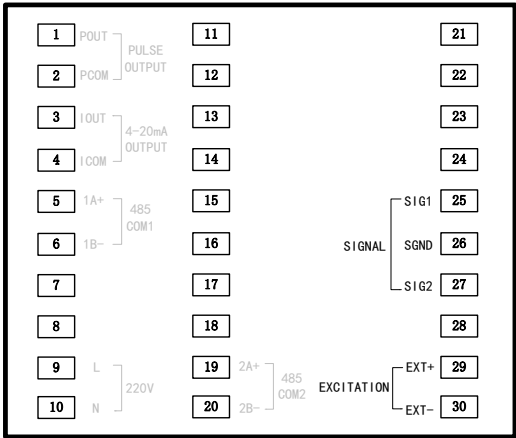 1 POUT 11 21
PULSE
OUTPUT
2 PCOM 12 22
3 IOUT 13 23
4-20mA
OUTPUT
4 ICOM 14 24
5 1A+ 15 SIG1 25
485
COM1
6 1B- 16 SIGNAL SGND 26
7 17 SIG2 27
8 18 28
9 L 19 2A+ EXT+ 29
220V 485
COM2 EXCITATION
10 N 20 2B- EXT- 30